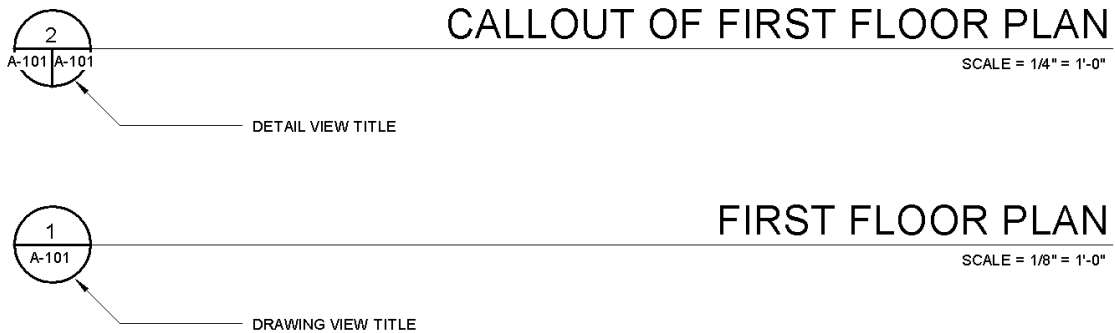 2
CALLOUT OF FIRST FLOOR PLAN
A-101 A-101
SCALE = 1/4" = 1'-0"
DETAIL VIEW TITLE
1
FIRST FLOOR PLAN
A-101
SCALE = 1/8" = 1'-0"
DRAWING VIEW TITLE